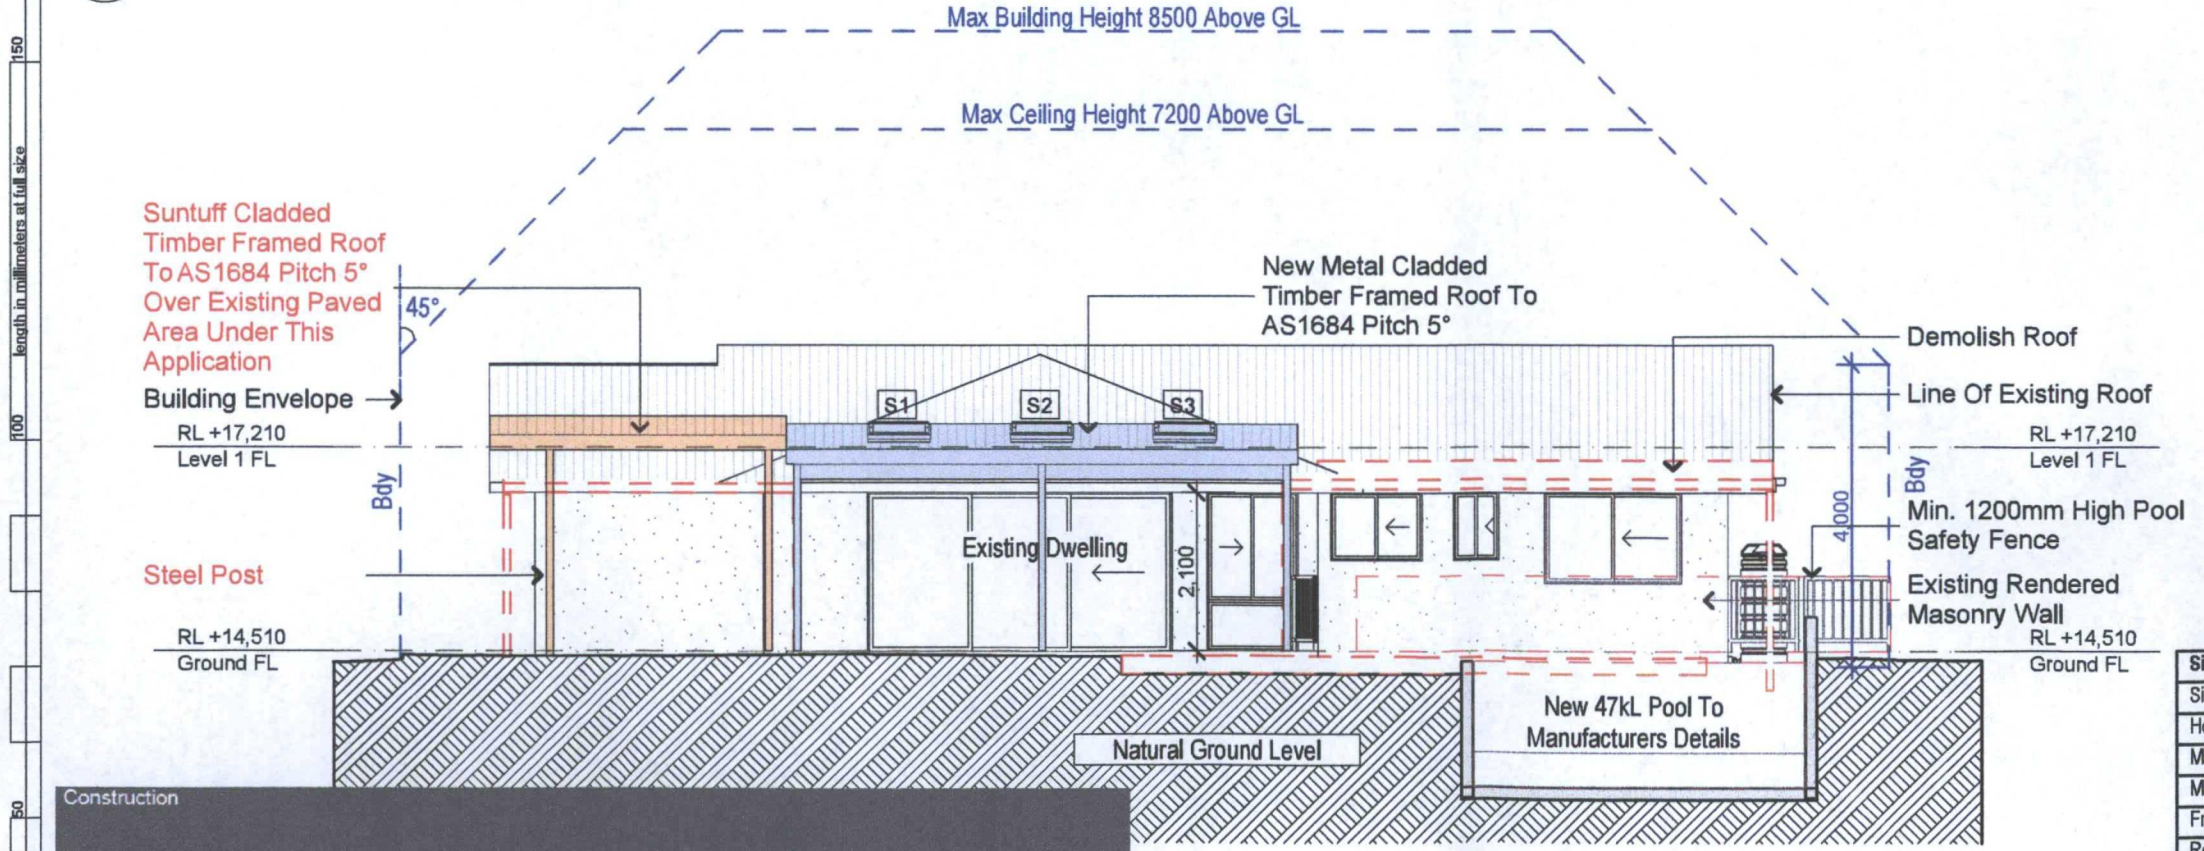 Max Building Height 8500 Above GL
Max Ceiling Height 7200 Above GL
150
length in millimeters at full size
100
50
Suntuff Cladded
Timber Framed Roof
To AS1684 Pitch 5°
Over Existing Paved
Area Under This
Application
45°
Building Envelope
RL +17,210
Level 1 FL
Bdy
Steel Post
RL +14,510
Ground FL
New Metal Cladded
Timber Framed Roof To
AS1684 Pitch 5°
S1
S2
S3
Existing Dwelling
2,100
Demolish Roof
Line Of Existing Roof
RL +17,210
Level 1 FL
Bdy
4,000
Min. 1200mm High Pool
Safety Fence
Existing Rendered
Masonry Wall
RL +14,510
Ground FL
New 47kL Pool To
Manufacturers Details
Natural Ground Level
Construction